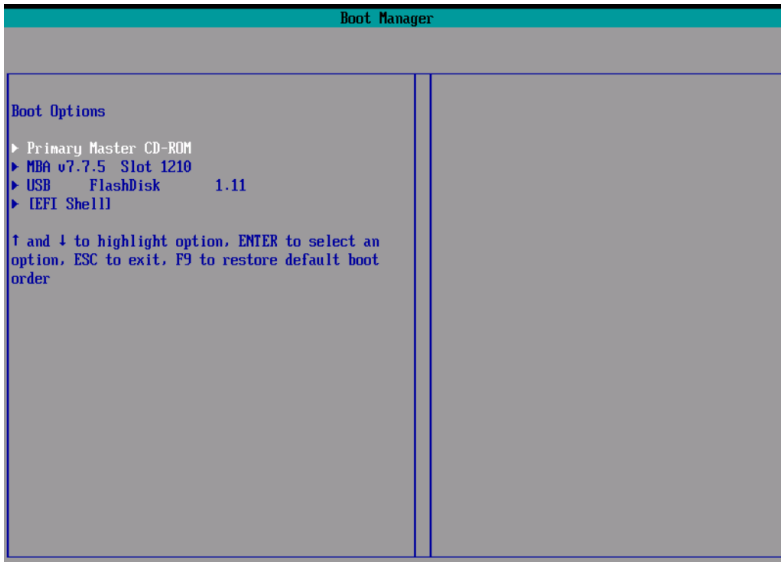 Boot Manager
Boot Options
▶ Primary Master CD-ROM
▶ MBA v7.7.5 Slot 1210
▶ USB FlashDisk 1.11
▶ [EFI Shell]
↑ and ↓ to highlight option, ENTER to select an
option, ESC to exit, F9 to restore default boot
order